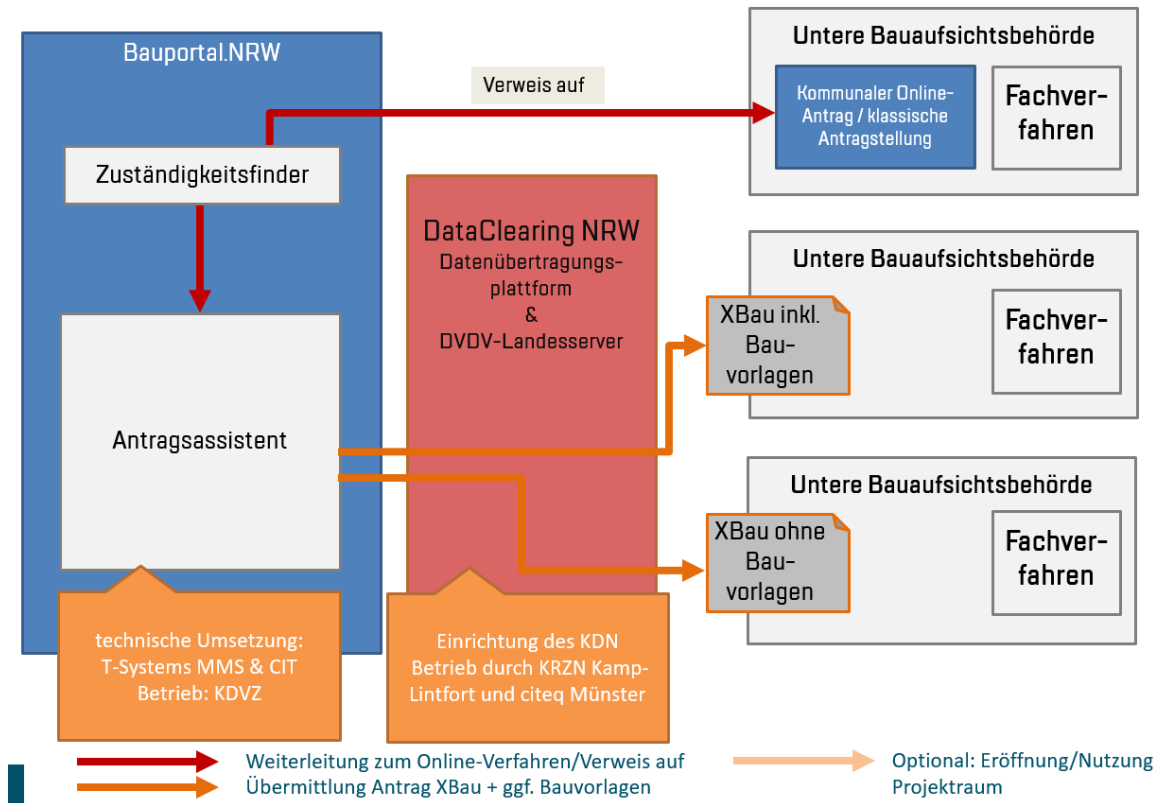 Bauportal.NRW
Zuständigkeitsfinder
Antragsassistent
technische Umsetzung:
T-Systems MMS & CIT
Betrieb: KDVZ
Verweis auf
DataClearing NRW
Datenübertragungs-
plattform
&
DVDV-Landesserver
Einrichtung des KDN
Betrieb durch KRZN Kamp-
Lintfort und citeq Münster
Untere Bauaufsichtsbehörde
Kommunaler Online-
Antrag / klassische
Antragstellung
Fachver-
fahren
Untere Bauaufsichtsbehörde
XBau inkl.
Bau-
vorlagen
Fachver-
fahren
Untere Bauaufsichtsbehörde
XBau ohne
Bau-
vorlagen
Fachver-
fahren
Weiterleitung zum Online-Verfahren/Verweis auf
Übermittlung Antrag XBau + ggf. Bauvorlagen
Optional: Eröffnung/Nutzung
Projektraum